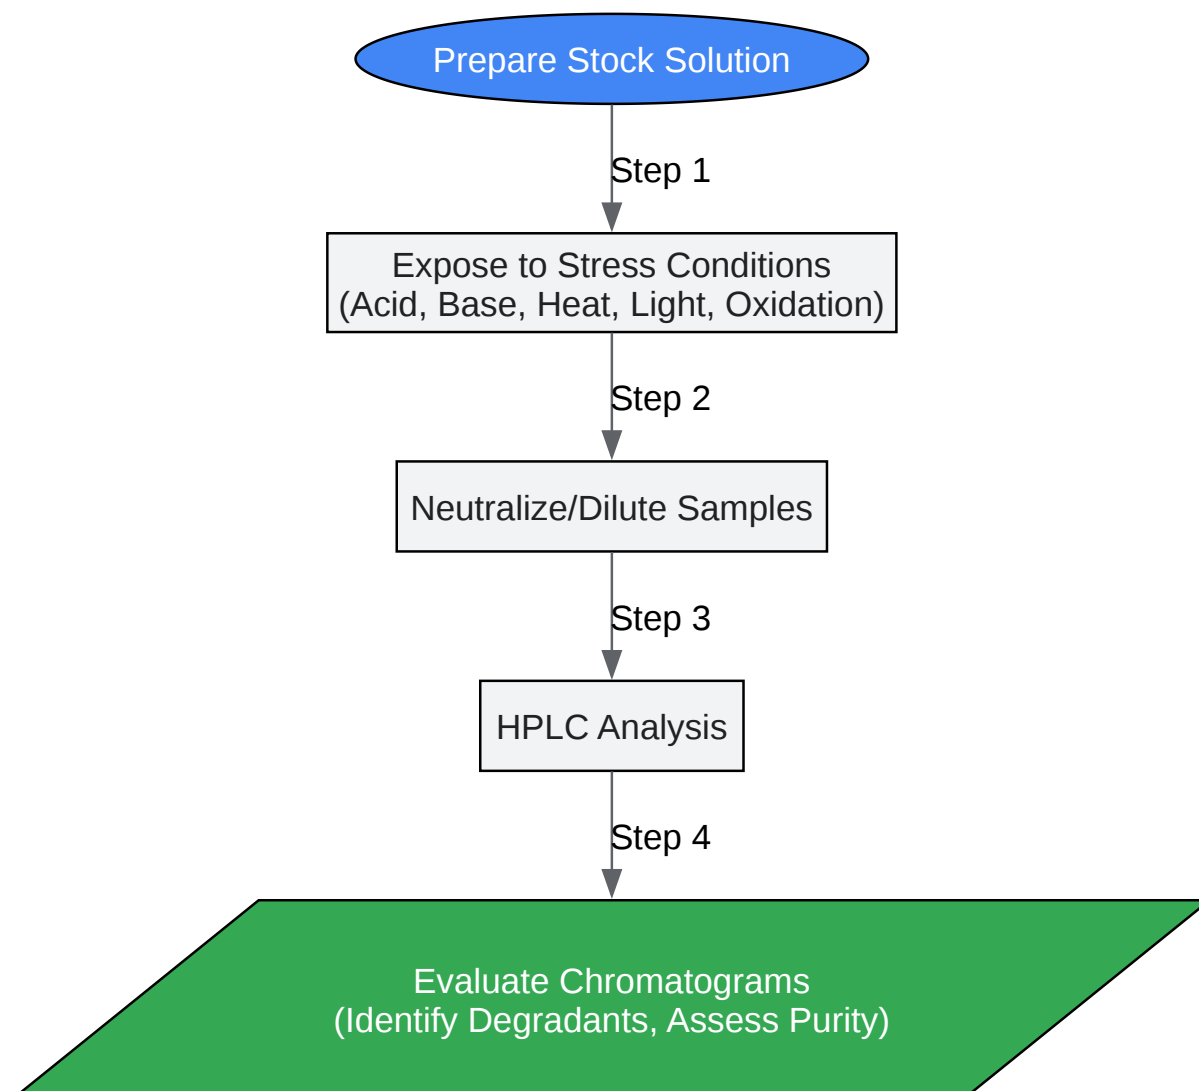 Prepare Stock Solution
Step 1
Expose to Stress Conditions
(Acid, Base, Heat, Light, Oxidation)
Step 2
Neutralize/Dilute Samples
Step 3
HPLC Analysis
Step 4
Evaluate Chromatograms
(Identify Degradants, Assess Purity)